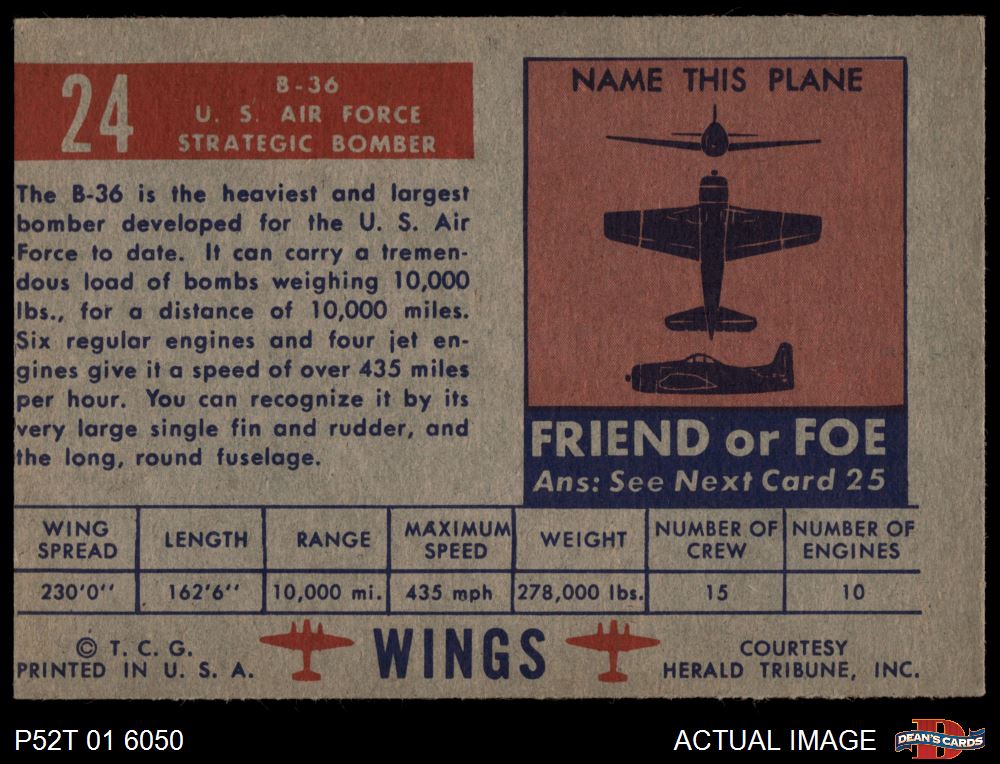 24
B-36
U. S. AIR FORCE
STRATEGIC BOMBER
The B-36 is the heaviest and largest
bomber developed for the U. S. Air
Force to date. It can carry a tremen-
dous load of bombs weighing 10,000
lbs., for a distance of 10,000 miles.
Six regular engines and four jet en-
gines give it a speed of over 435 miles
per hour. You can recognize it by its
very large single fin and rudder, and
the long, round fuselage.
NAME THIS PLANE
FRIEND or FOE
Ans: See Next Card 25
WING SPREAD LENGTH RANGE MAXIMUM SPEED WEIGHT NUMBER OF CREW NUMBER OF ENGINES
230'0" 162'6" 10,000 mi. 435 mph 278,000 lbs. 15 10
© T. C. G.
PRINTED IN U. S. A.
WINGS
COURTESY
HERALD TRIBUNE, INC.
P52T 01 6050
ACTUAL IMAGE
DEAN'S CARDS